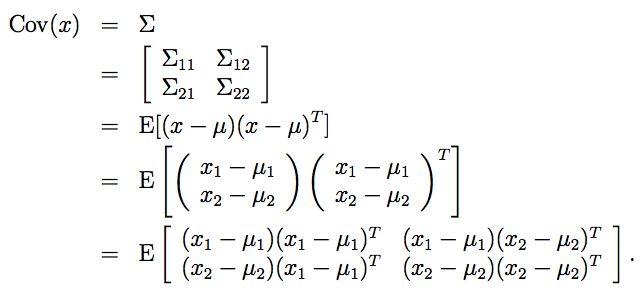 Cov(x) = Σ
= [ Σ₁₁ Σ₁₂
Σ₂₁ Σ₂₂ ]
= E[(x − μ)(x − μ)ᵀ]
= E [ ( x₁ − μ₁
x₂ − μ₂ ) ( x₁ − μ₁
x₂ − μ₂ )ᵀ ]
= E [ (x₁ − μ₁)(x₁ − μ₁)ᵀ (x₁ − μ₁)(x₂ − μ₂)ᵀ
(x₂ − μ₂)(x₁ − μ₁)ᵀ (x₂ − μ₂)(x₂ − μ₂)ᵀ ] .